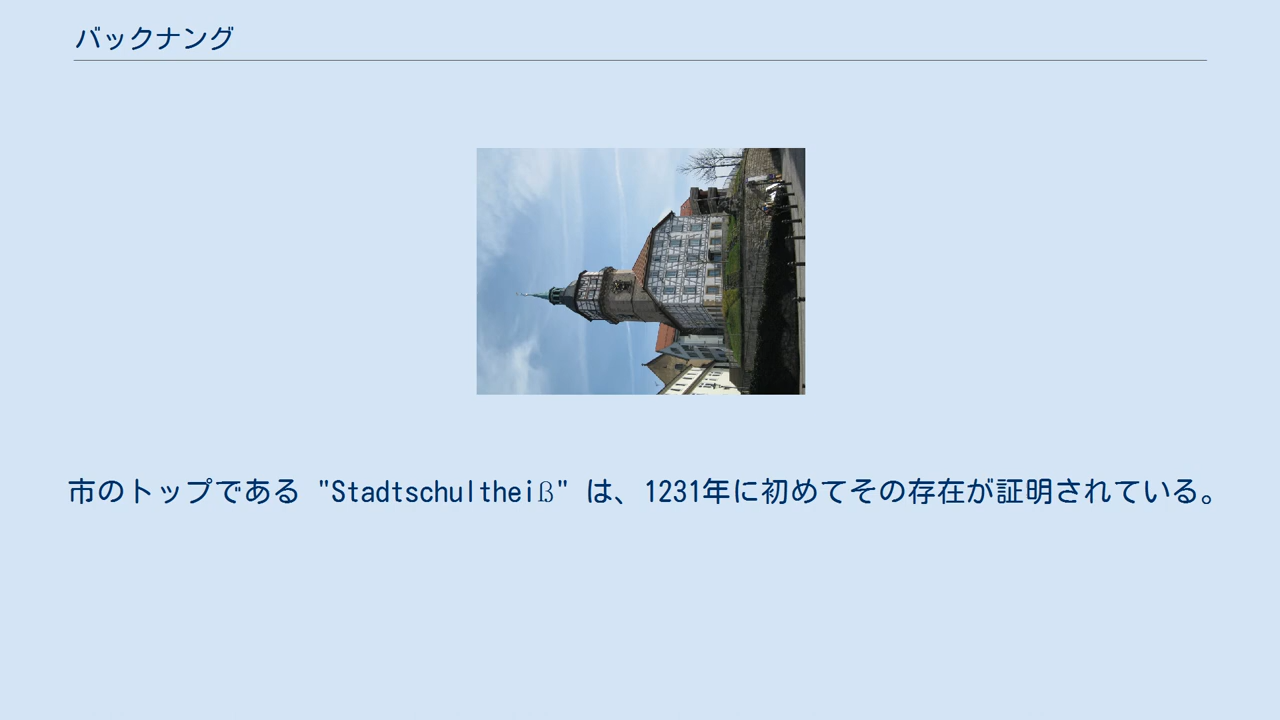 バックナング
市のトップである "Stadtschultheiß" は、1231年に初めてその存在が証明されている。